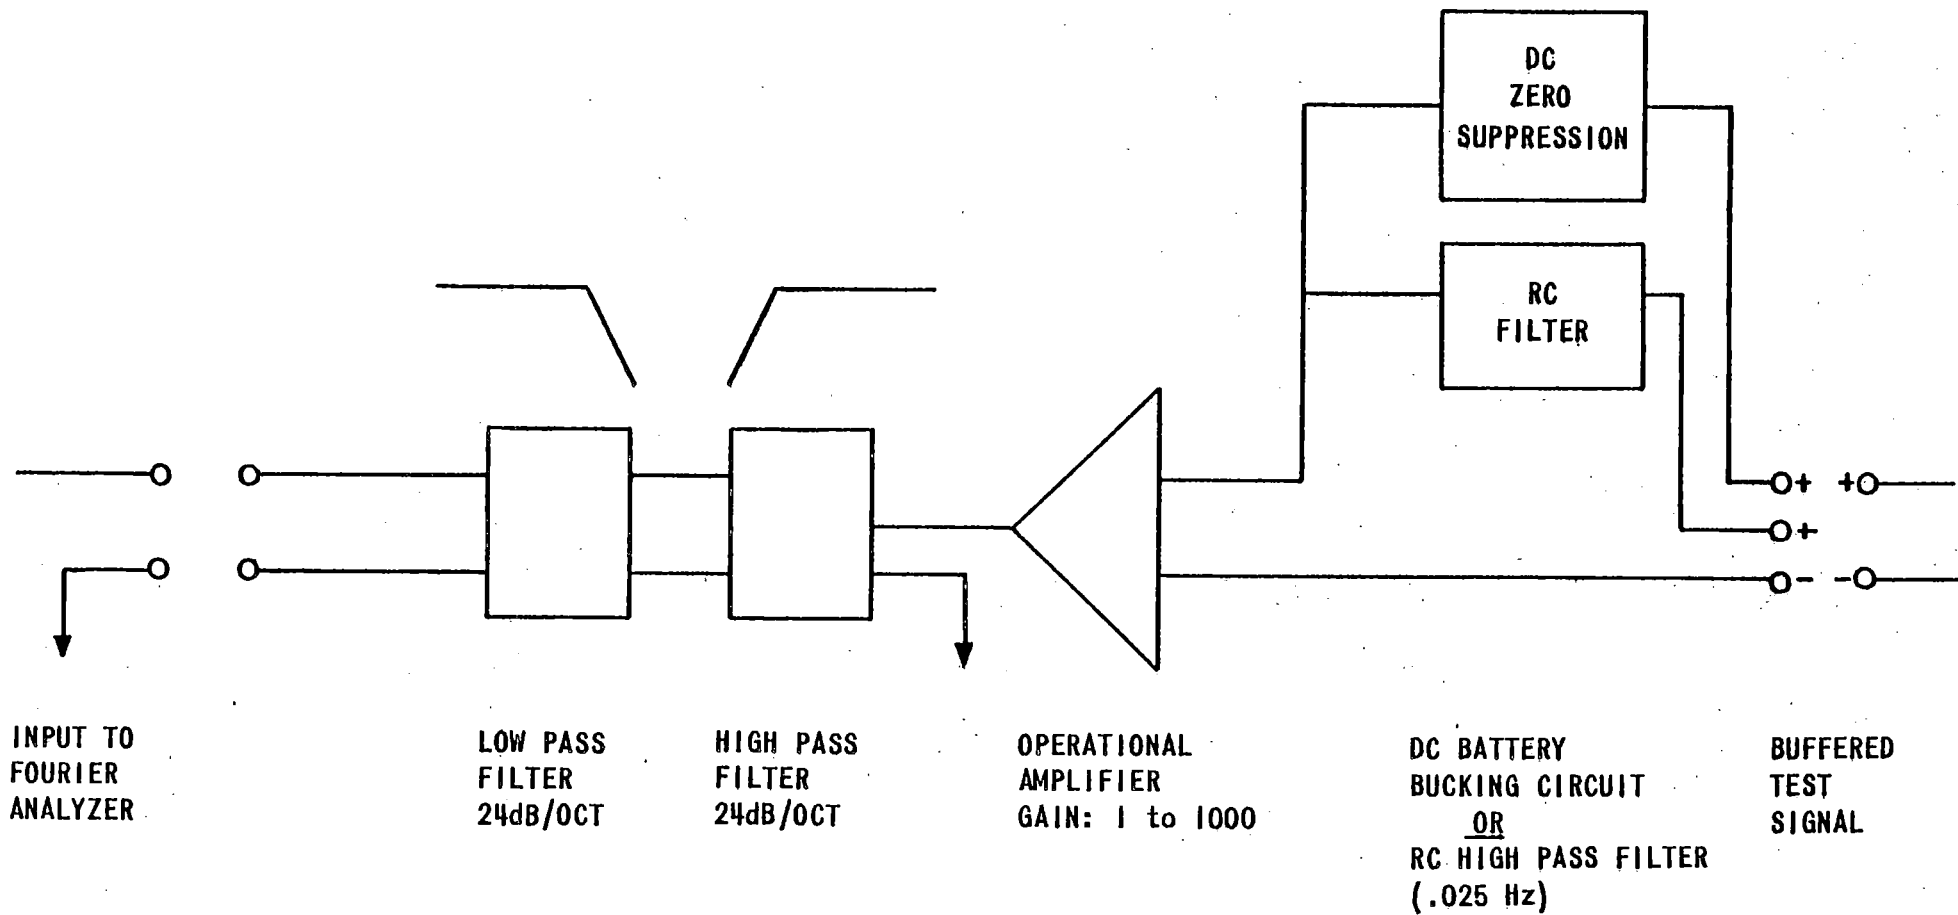 DC
ZERO
SUPPRESSION
RC
FILTER
+ +
+
- -
INPUT TO
FOURIER
ANALYZER
LOW PASS
FILTER
24dB/OCT
HIGH PASS
FILTER
24dB/OCT
OPERATIONAL
AMPLIFIER
GAIN: 1 to 1000
DC BATTERY
BUCKING CIRCUIT
OR
RC HIGH PASS FILTER
(.025 Hz)
BUFFERED
TEST
SIGNAL